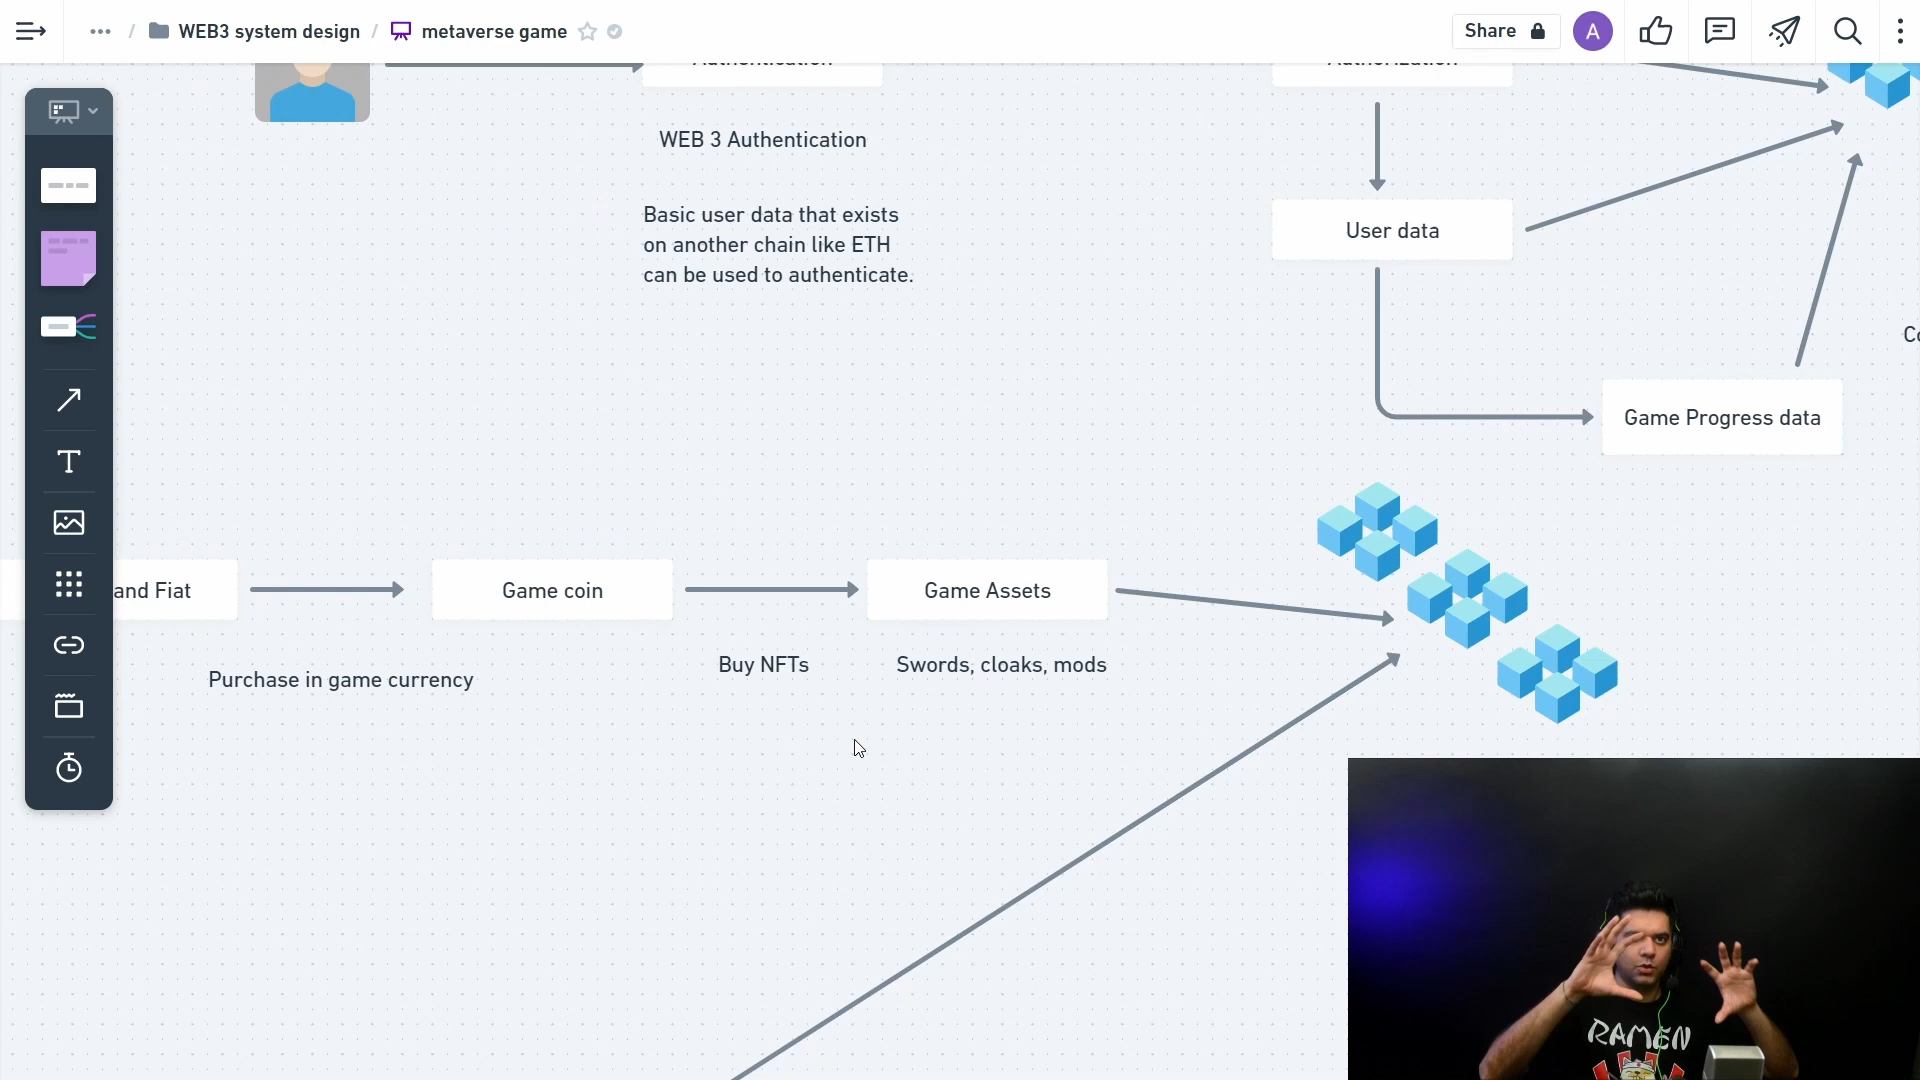 ... / WEB3 system design / metaverse game
Share
A
Authentication
Authorization
WEB 3 Authentication
Basic user data that exists
on another chain like ETH
can be used to authenticate.
User data
Game Progress data
and Fiat
Game coin
Game Assets
Purchase in game currency
Buy NFTs
Swords, cloaks, mods
RAMEN